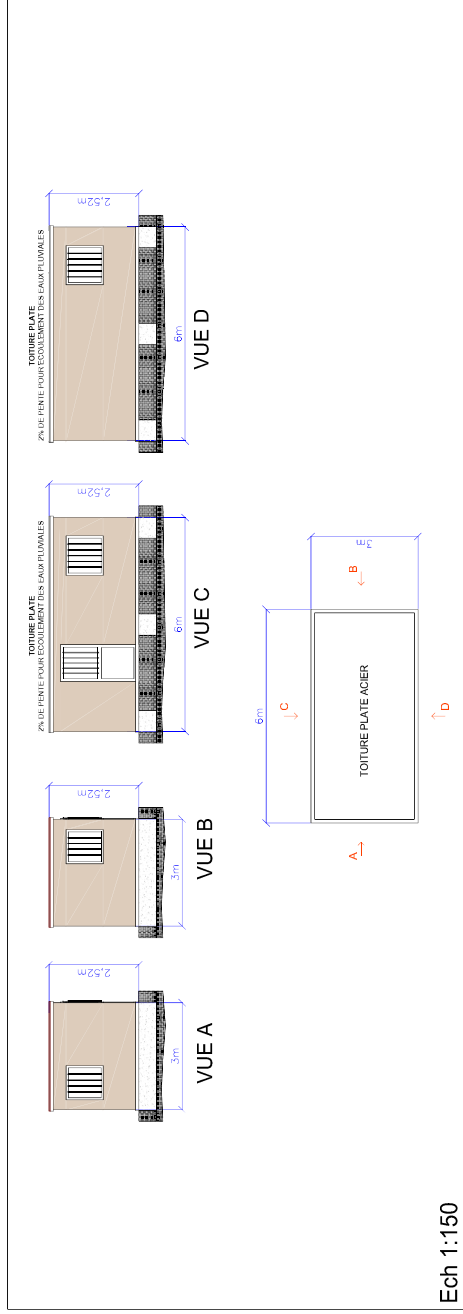 TOITURE PLATE
2% DE PENTE POUR ECOULEMENT DES EAUX PLUVIALES
2,52m
6m
VUE D
TOITURE PLATE
2% DE PENTE POUR ECOULEMENT DES EAUX PLUVIALES
2,52m
6m
VUE C
2,52m
3m
VUE B
2,52m
3m
VUE A
6m
3m
C
B
TOITURE PLATE ACIER
A
D
Ech 1:150